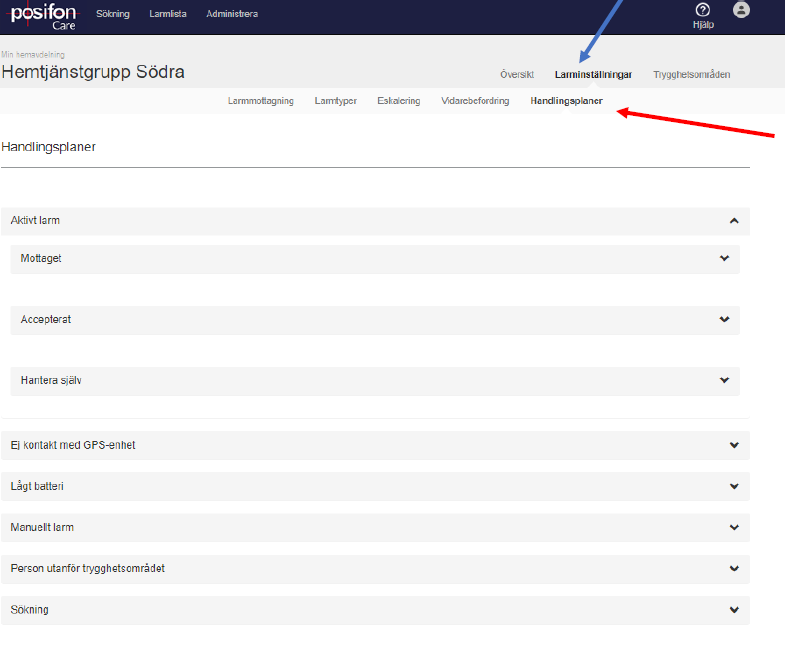 posifon Care Sökning Larmlista Administrera Hjälp
Min hemavdelning
Hemtjänstgrupp Södra
Översikt Larminställningar Trygghetsområden
Larmmottagning Larmtyper Eskalering Vidarebefordring Handlingsplaner
Handlingsplaner
Aktivt larm
Mottaget
Accepterat
Hantera själv
Ej kontakt med GPS-enhet
Lågt batteri
Manuellt larm
Person utanför trygghetsområdet
Sökning